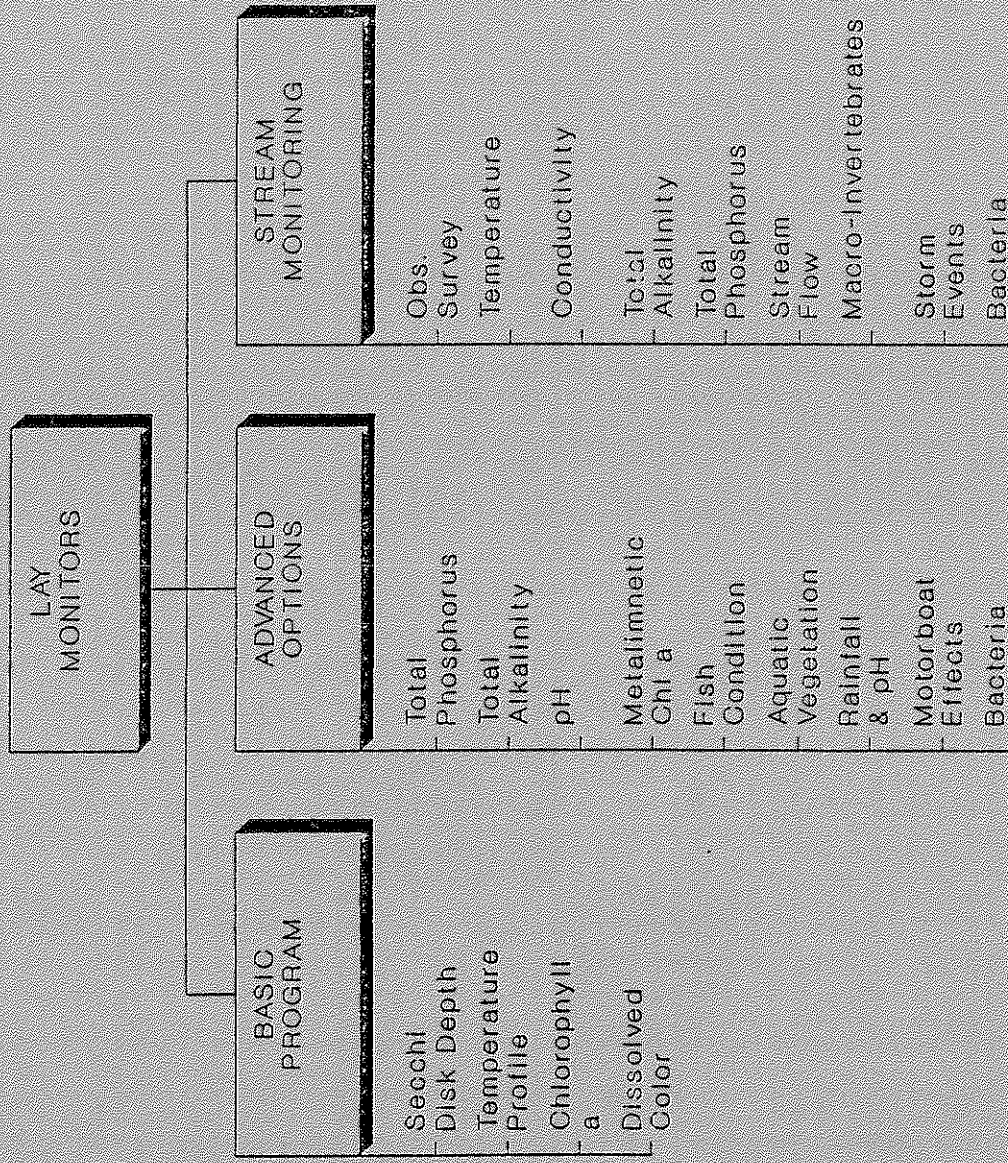 LAY
MONITORS
BASIC
PROGRAM
Secchi
Disk Depth
Temperature
Profile
Chlorophyll
a
Dissolved
Color
ADVANCED
OPTIONS
Total
Phosphorus
Total
Alkalinity
pH
Metalimnetic
Chl a
Fish
Condition
Aquatic
Vegetation
Rainfall
& pH
Motorboat
Effects
Bacteria
STREAM
MONITORING
Obs.
Survey
Temperature
Conductivity
Total
Alkalinity
Total
Phosphorus
Stream
Flow
Macro-Invertebrates
Storm
Events
Bacteria